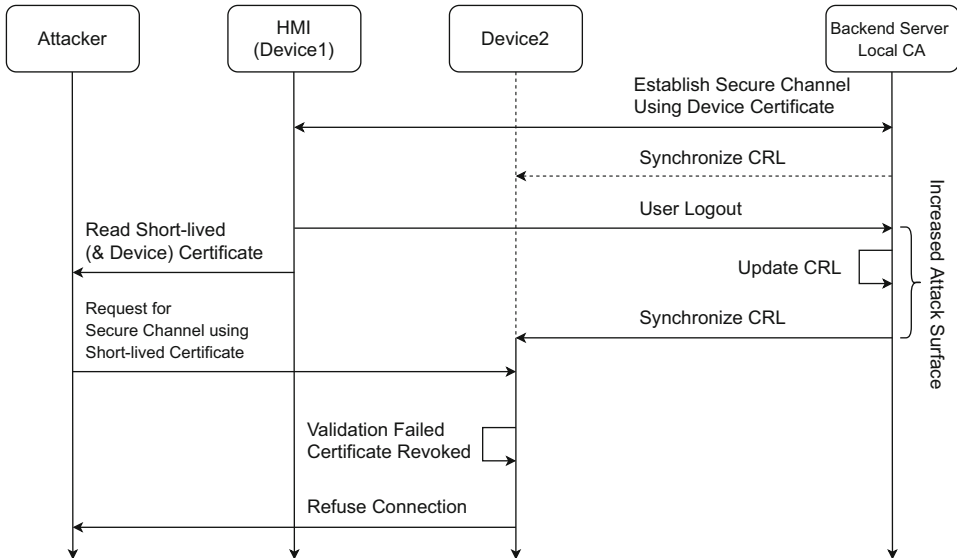 Attacker
HMI
(Device1)
Device2
Backend Server
Local CA
Establish Secure Channel
Using Device Certificate
Synchronize CRL
User Logout
Read Short-lived
(& Device) Certificate
Update CRL
Increased Attack Surface
Request for
Secure Channel using
Short-lived Certificate
Synchronize CRL
Validation Failed
Certificate Revoked
Refuse Connection